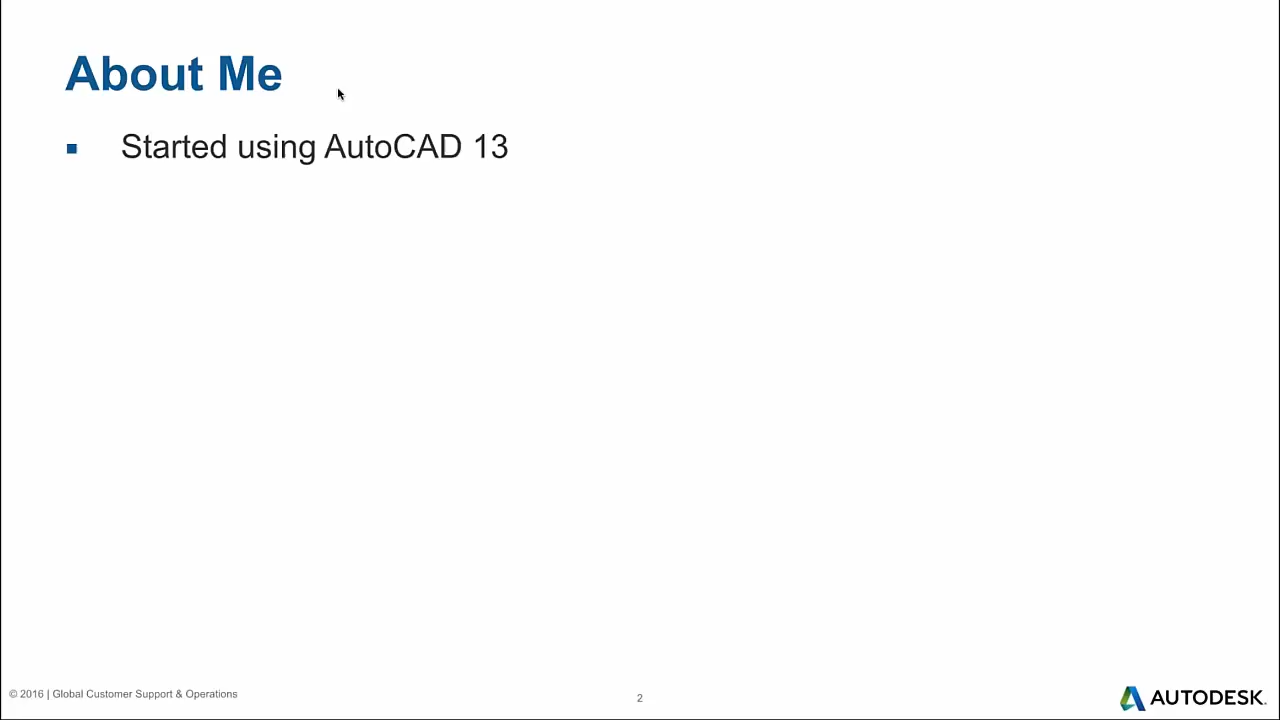 About Me
▪ Started using AutoCAD 13
© 2016 | Global Customer Support & Operations
2
AUTODESK.